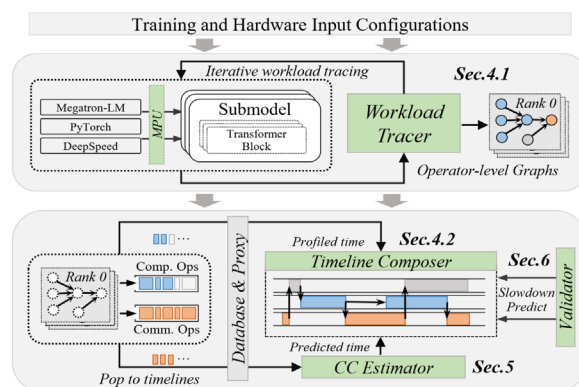 Training and Hardware Input Configurations
Iterative workload tracing
Sec.4.1
Megatron-LM
PyTorch
DeepSpeed
MPU
Submodel
Transformer
Block
Workload
Tracer
Rank 0
Operator-level Graphs
Rank 0
Comp. Ops
Comm. Ops
Pop to timelines
Database & Proxy
Profiled time
Sec.4.2
Timeline Composer
Sec.6
Slowdown
Predict
Validator
Predicted time
CC Estimator
Sec.5